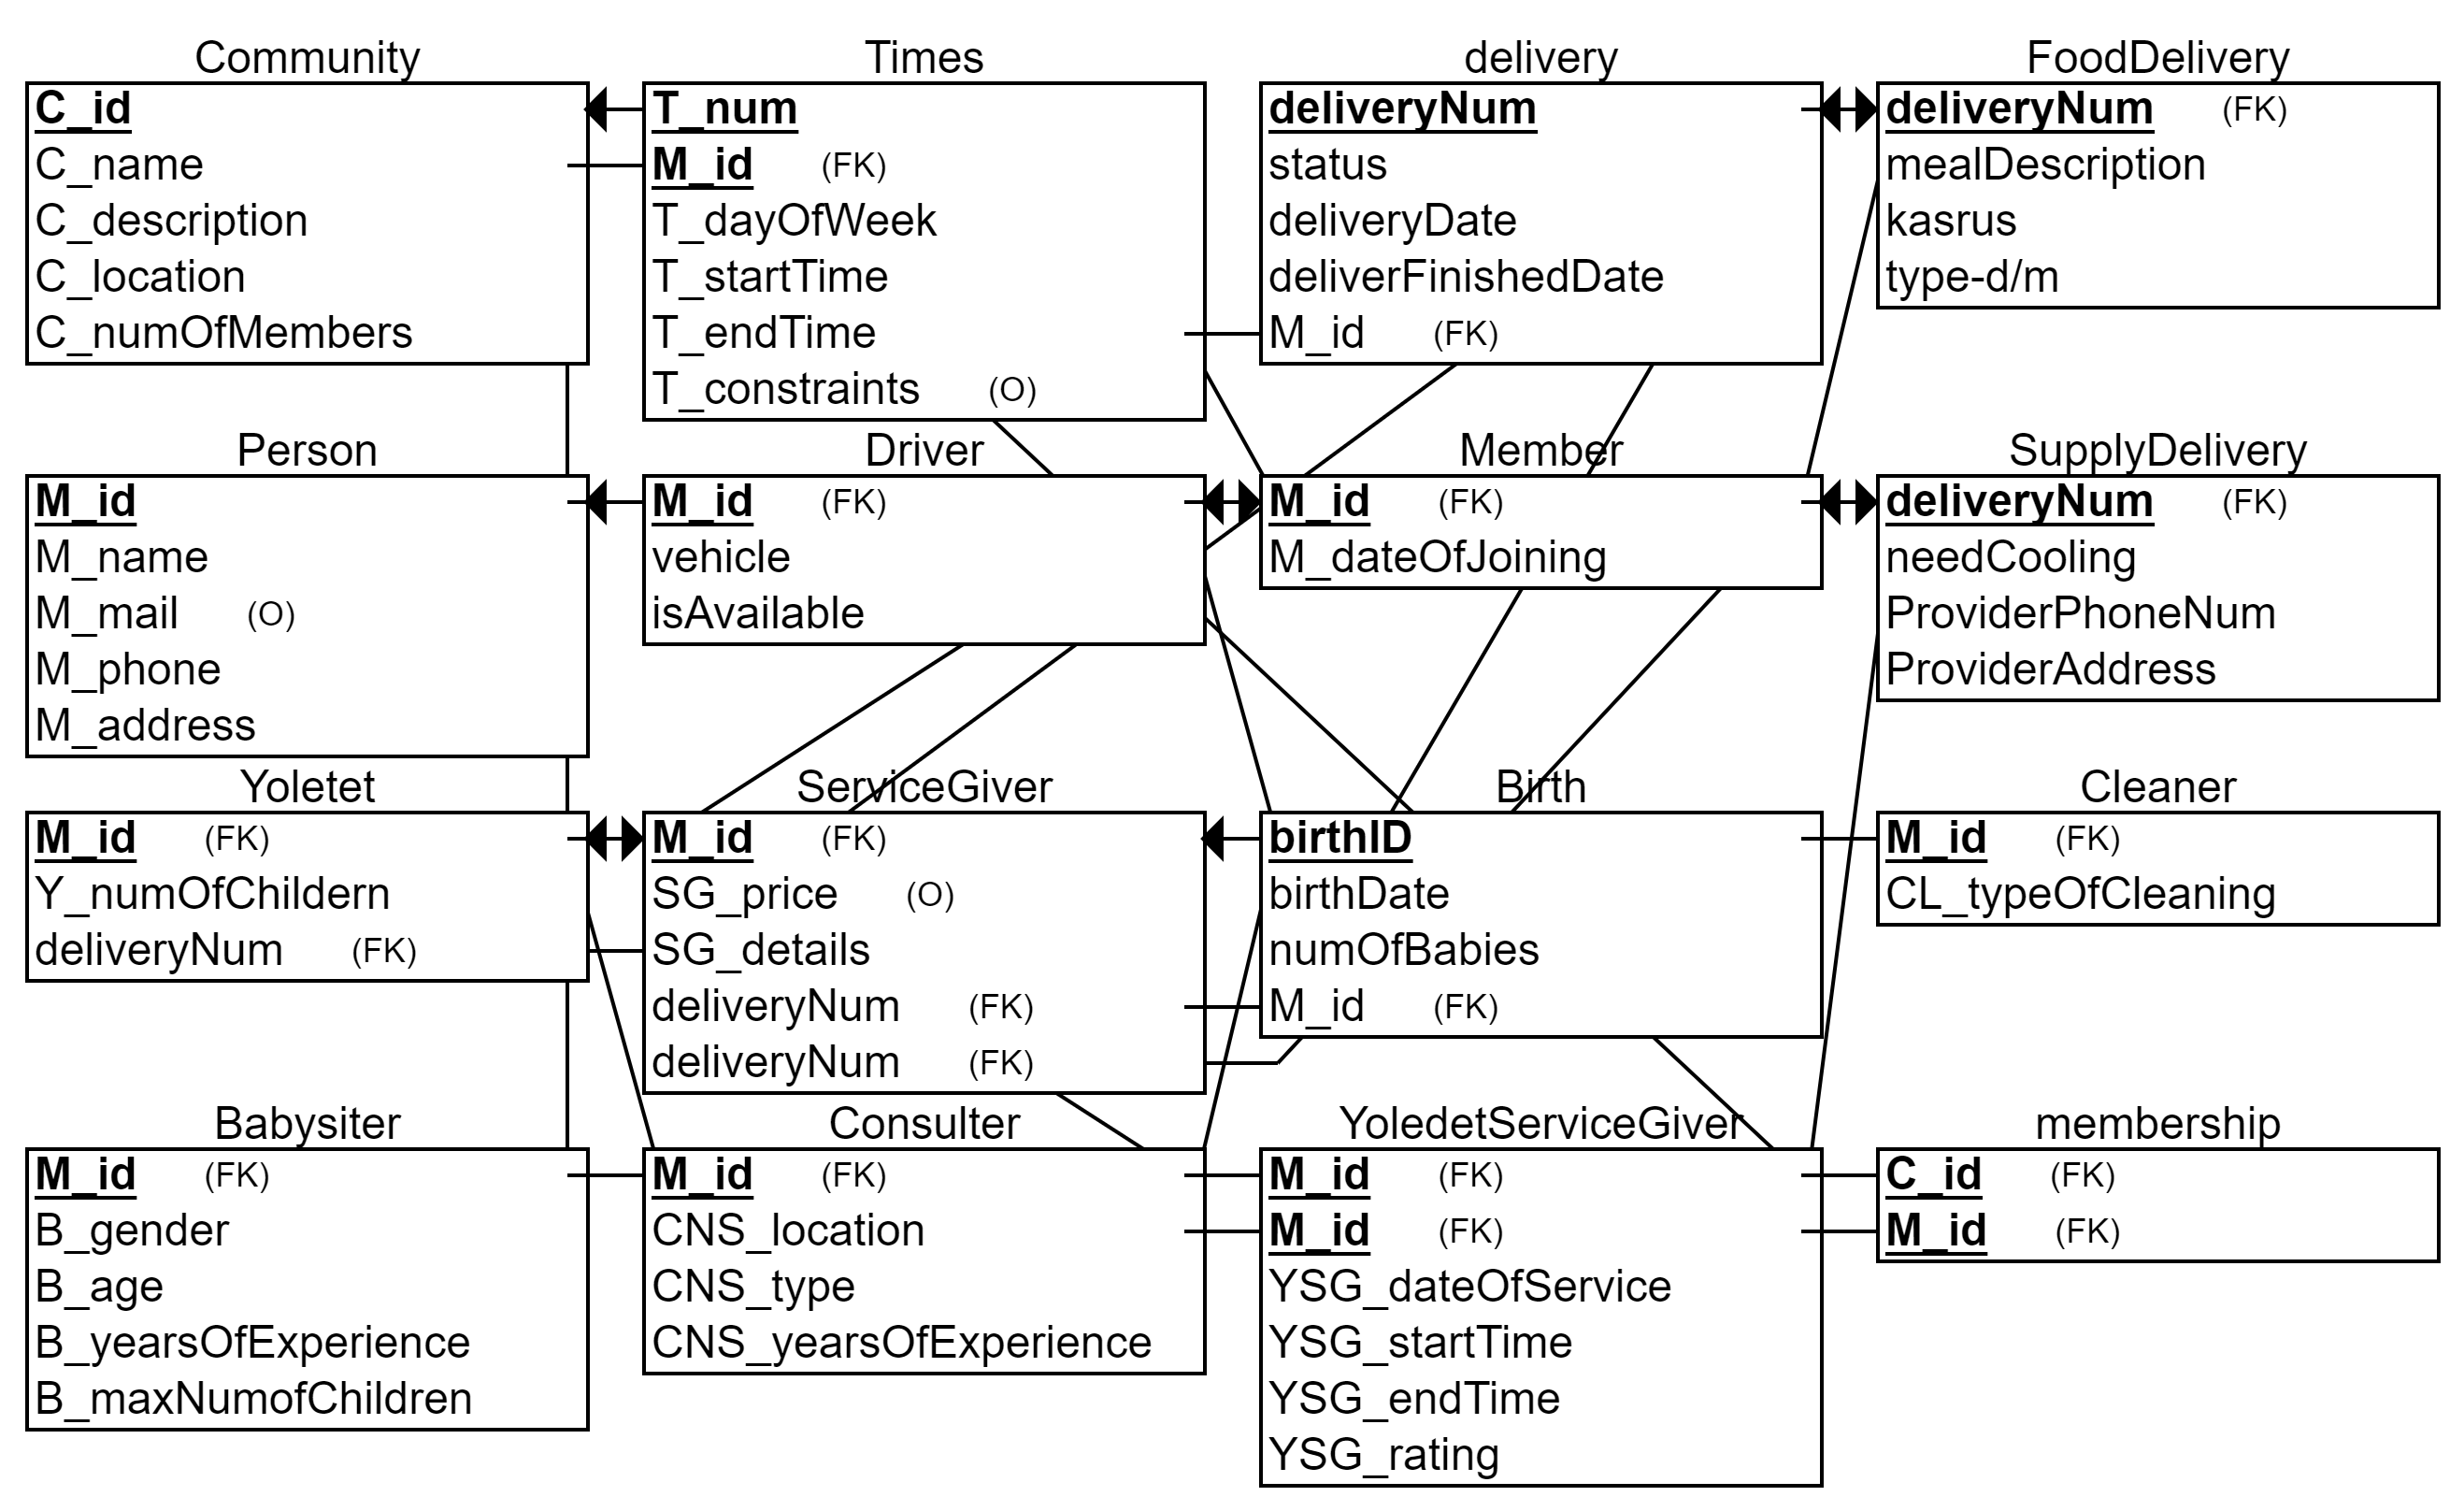 Community
C_id
C_name
C_description
C_location
C_numOfMembers
Times
T_num
M_id (FK)
T_dayOfWeek
T_startTime
T_endTime
T_constraints (O)
delivery
deliveryNum
status
deliveryDate
deliverFinishedDate
M_id (FK)
FoodDelivery
deliveryNum (FK)
mealDescription
kasrus
type-d/m
Person
M_id
M_name
M_mail (O)
M_phone
M_address
Driver
M_id (FK)
vehicle
isAvailable
Member
M_id (FK)
M_dateOfJoining
SupplyDelivery
deliveryNum (FK)
needCooling
ProviderPhoneNum
ProviderAddress
Yoletet
M_id (FK)
Y_numOfChildern
deliveryNum (FK)
ServiceGiver
M_id (FK)
SG_price (O)
SG_details
deliveryNum (FK)
deliveryNum (FK)
Birth
birthID
birthDate
numOfBabies
M_id (FK)
Cleaner
M_id (FK)
CL_typeOfCleaning
Babysiter
M_id (FK)
B_gender
B_age
B_yearsOfExperience
B_maxNumofChildren
Consulter
M_id (FK)
CNS_location
CNS_type
CNS_yearsOfExperience
YoledetServiceGiver
M_id (FK)
M_id (FK)
YSG_dateOfService
YSG_startTime
YSG_endTime
YSG_rating
membership
C_id (FK)
M_id (FK)